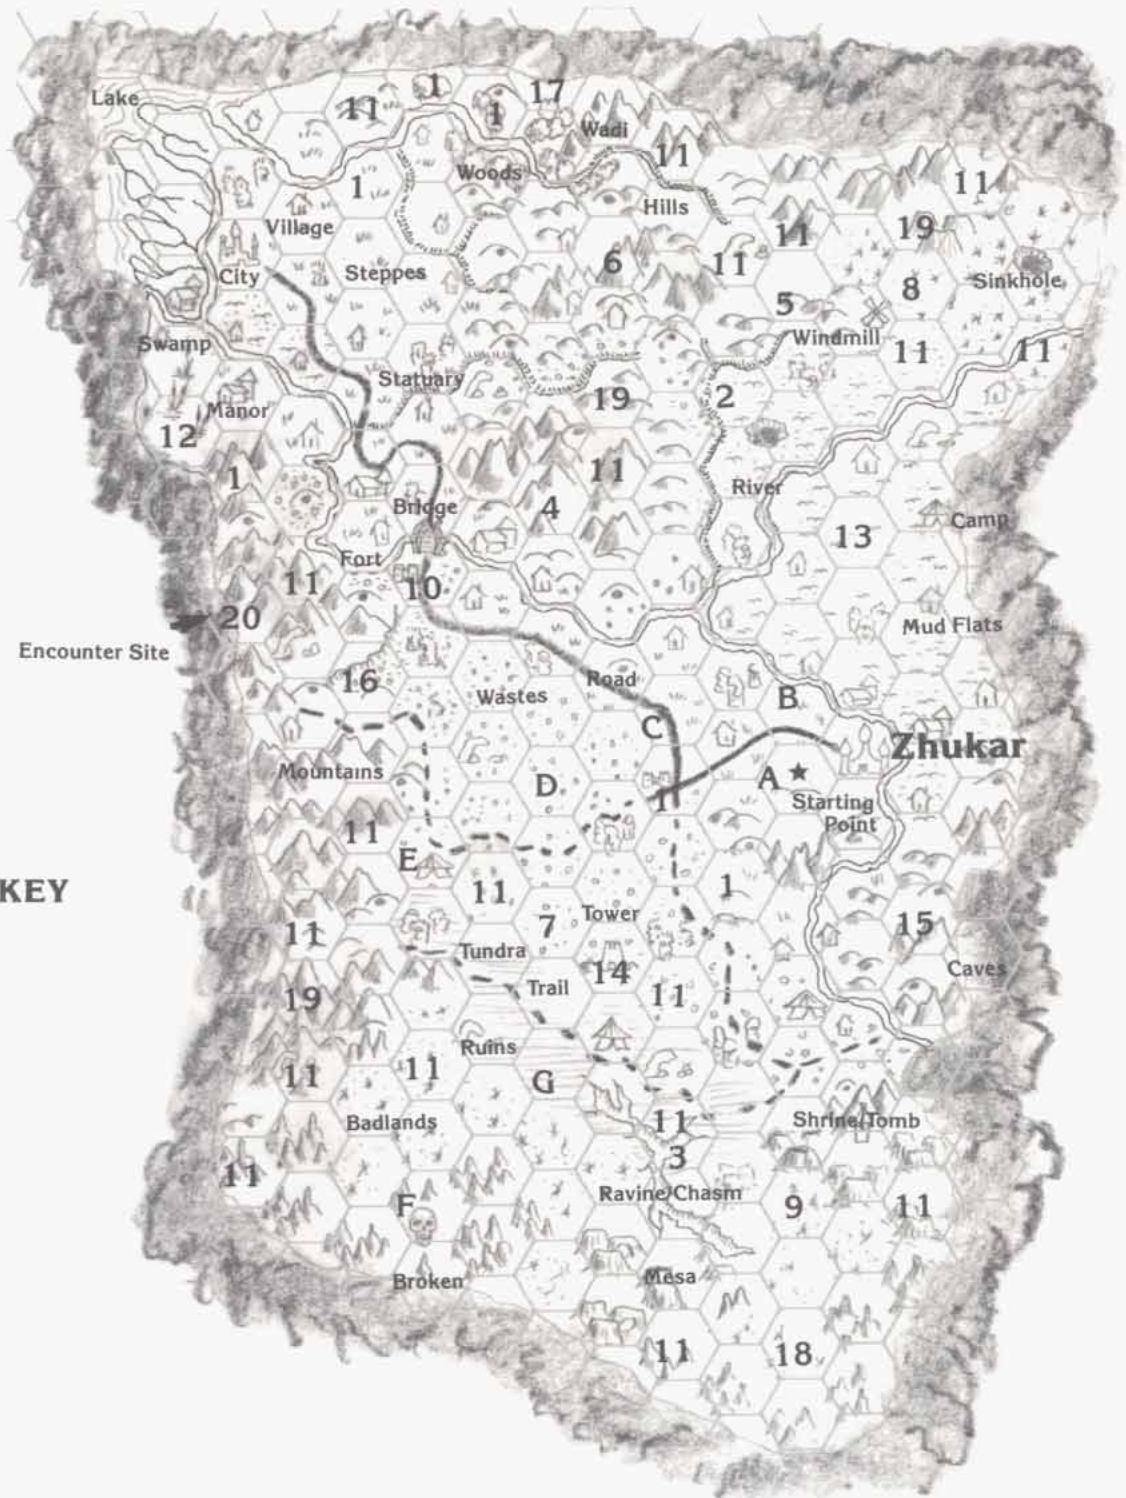 Lake
11
1
1
17
Wadi
11
Woods
11
1
Village
Hills
11
19
City
Steppes
6
11
8
Sinkhole
5
Windmill
Swamp
11
11
Statuary
19
2
Manor
12
1
11
River
Bridge
4
Camp
13
Fort
11
10
20
Mud Flats
Encounter Site
16
Wastes
Road
B
C
Zhukar
Mountains
D
A
1
Starting
Point
11
E
KEY
11
1
Tower
11
7
15
Tundra
Caves
14
19
Trail
11
Ruins
11
11
G
Badlands
11
Shrine/Tomb
3
11
Ravine/Chasm
F
9
11
Broken
Mesa
11
18